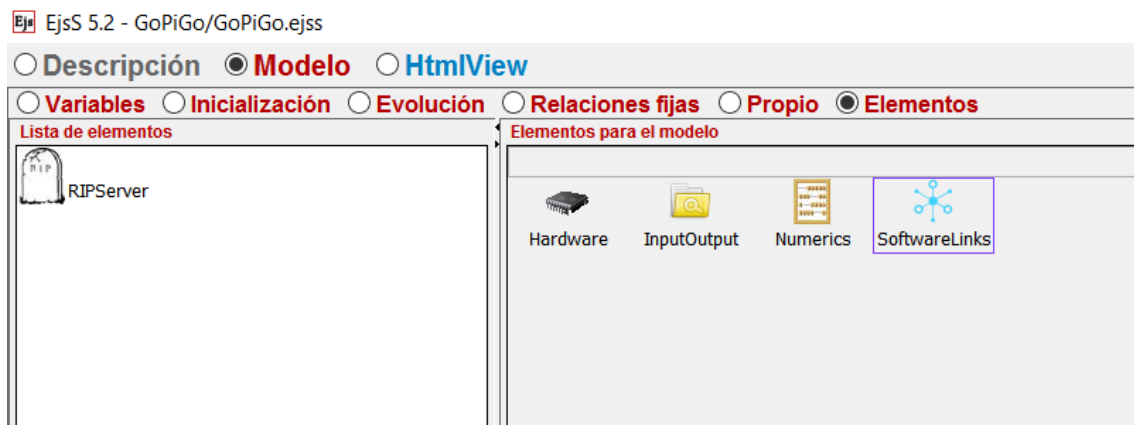 Ejs EjsS 5.2 - GoPiGo/GoPiGo.ejss
Descripción Modelo HtmlView
Variables Inicialización Evolución Relaciones fijas Propio Elementos
Lista de elementos
Elementos para el modelo
RIP
RIPServer
Hardware InputOutput Numerics SoftwareLinks